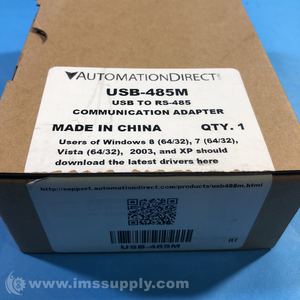 AUTOMATIONDIRECT
USB-485M
USB TO RS-485
COMMUNICATION ADAPTER
MADE IN CHINA QTY. 1
Users of Windows 8 (64/32), 7 (64/32),
Vista (64/32), 2003, and XP should
download the latest drivers here
http://support.automationdirect.com/products/usb485m.html
RT
USB-485M
© www.imssupply.com